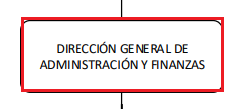 DIRECCIÓN GENERAL DE
ADMINISTRACIÓN Y FINANZAS